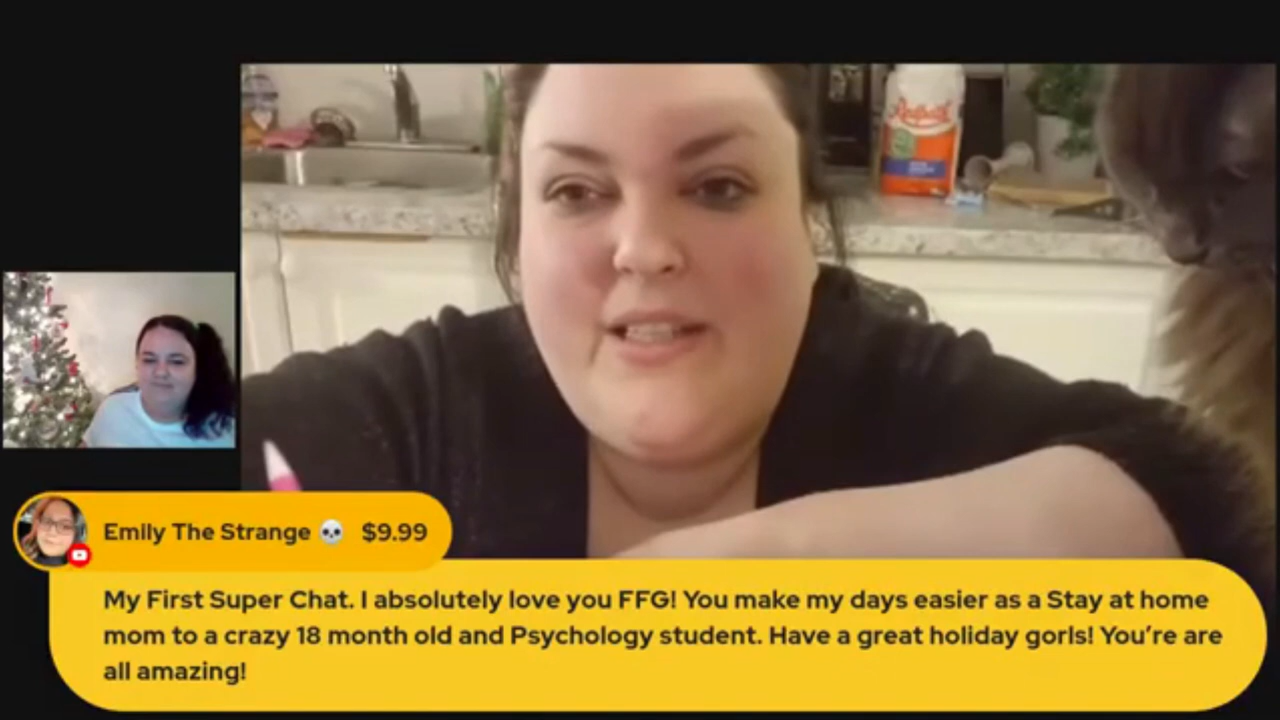 Redpath
Emily The Strange 💀 $9.99
My First Super Chat. I absolutely love you FFG! You make my days easier as a Stay at home
mom to a crazy 18 month old and Psychology student. Have a great holiday gorls! You're are
all amazing!